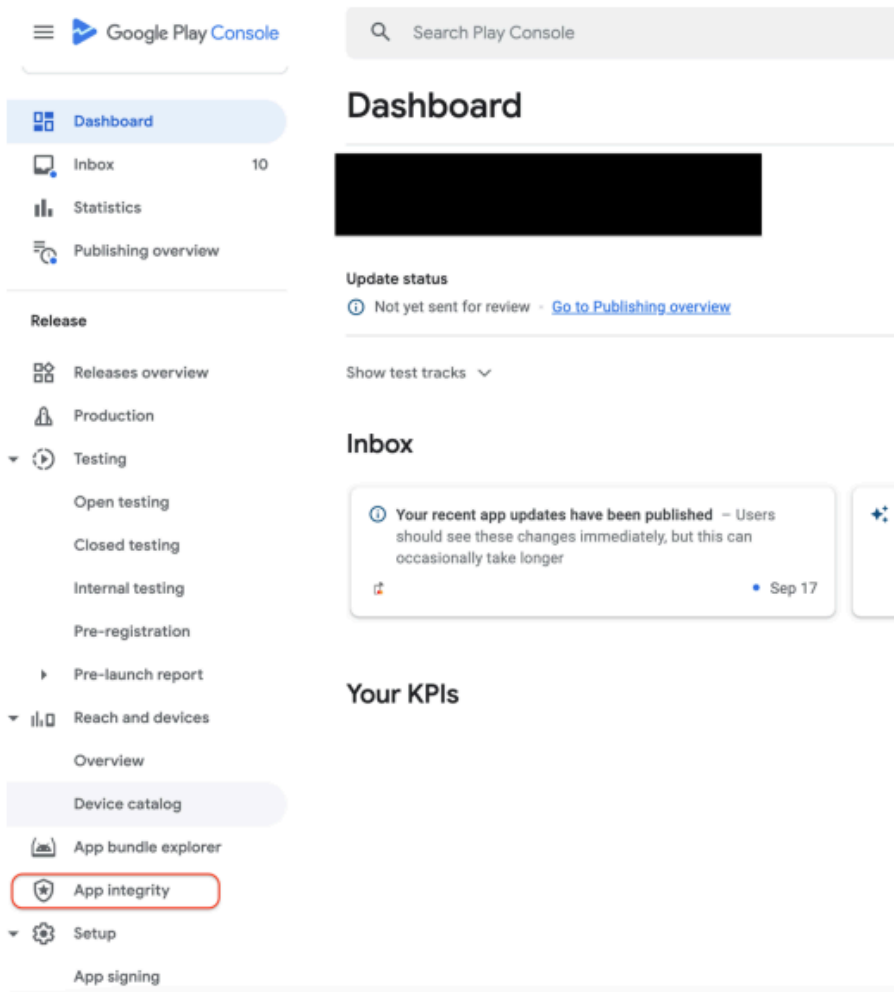 Google Play Console
Search Play Console
Dashboard
Inbox 10
Statistics
Publishing overview
Release
Releases overview
Production
Testing
Open testing
Closed testing
Internal testing
Pre-registration
Pre-launch report
Reach and devices
Overview
Device catalog
App bundle explorer
App integrity
Setup
App signing
Dashboard
Update status
Not yet sent for review · Go to Publishing overview
Show test tracks
Inbox
Your recent app updates have been published – Users
should see these changes immediately, but this can
occasionally take longer
• Sep 17
Your KPIs